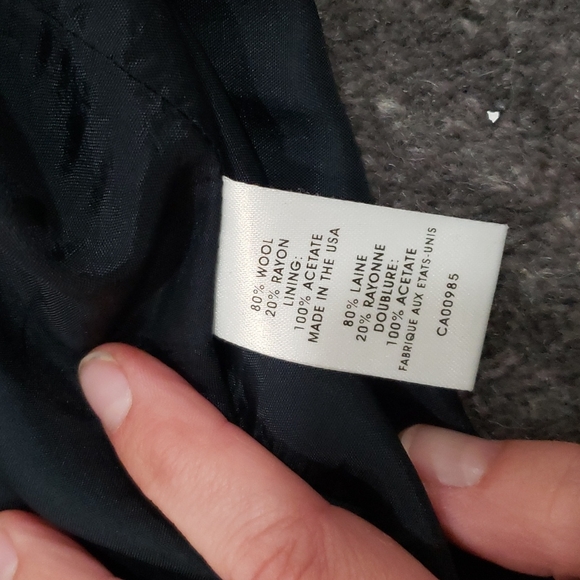 80% WOOL
20% RAYON
LINING:
100% ACETATE
MADE IN THE USA
80% LAINE
20% RAYONNE
DOUBLURE:
100% ACETATE
FABRIQUE AUX ETATS-UNIS
CA00985